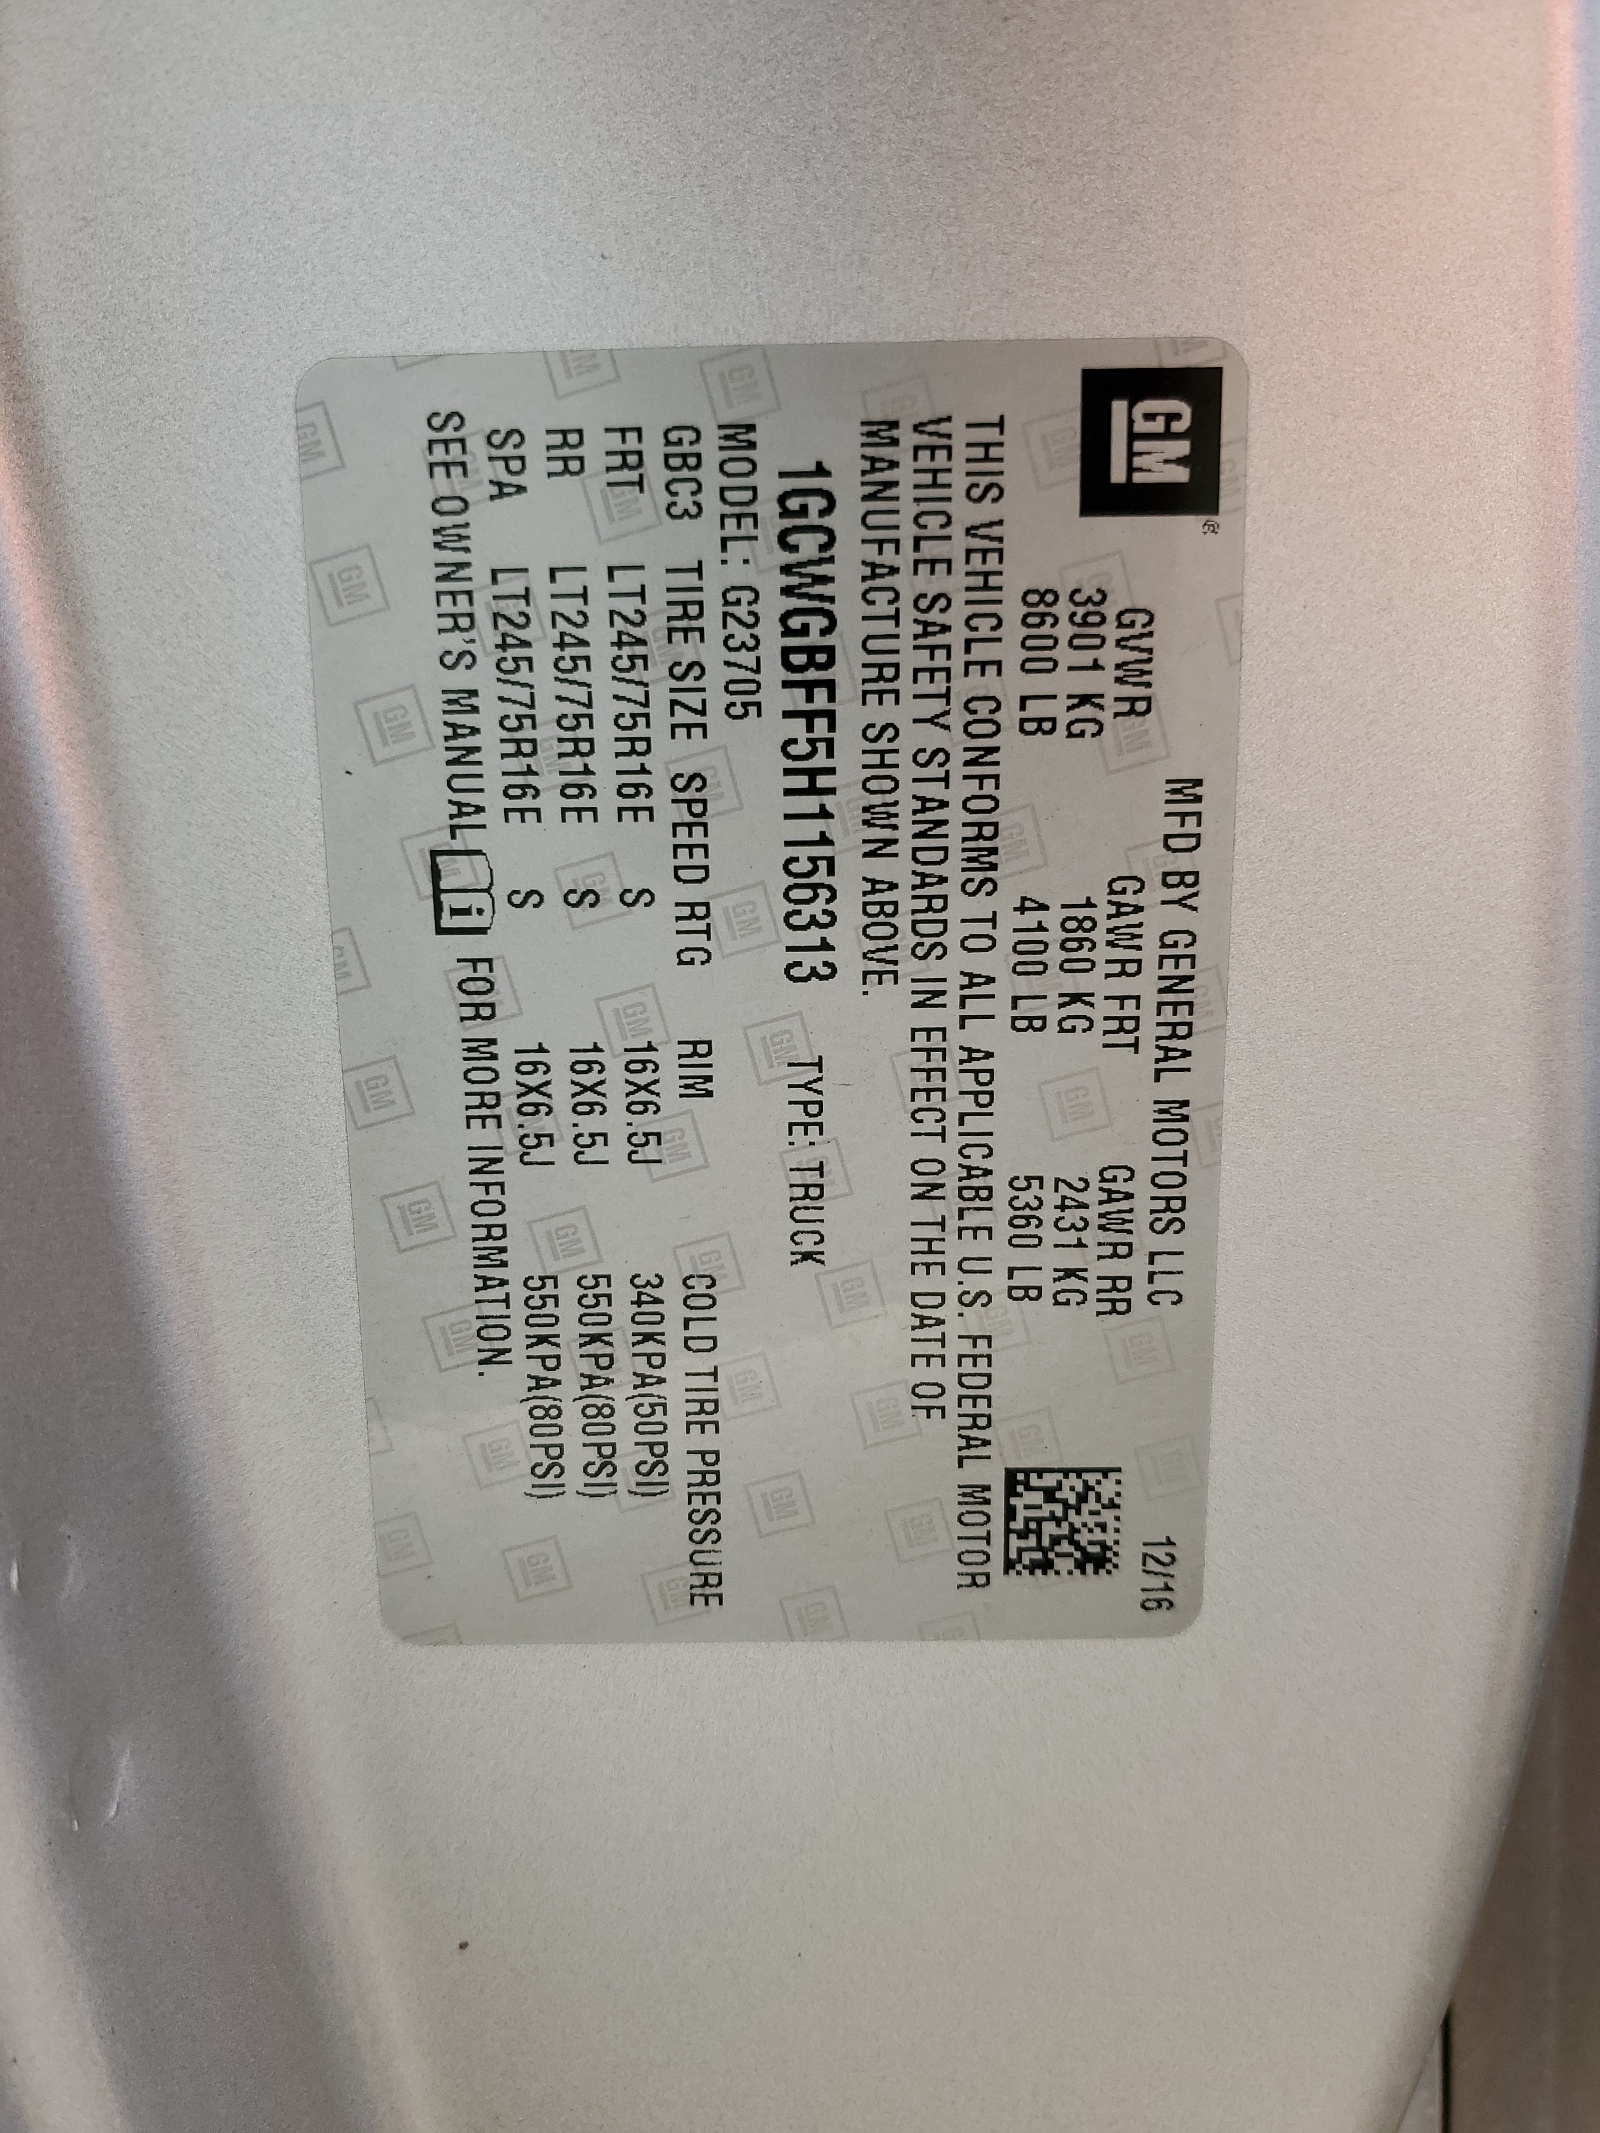 GM®
MFD BY GENERAL MOTORS LLC 12/16
GVWR GAWR FRT GAWR RR
3901 KG 1860 KG 2431 KG
8600 LB 4100 LB 5360 LB
THIS VEHICLE CONFORMS TO ALL APPLICABLE U.S. FEDERAL MOTOR
VEHICLE SAFETY STANDARDS IN EFFECT ON THE DATE OF
MANUFACTURE SHOWN ABOVE.
1GCWGBFF5H1156313 TYPE: TRUCK
MODEL: G23705
GBC3 TIRE SIZE SPEED RTG RIM COLD TIRE PRESSURE
FRT LT245/75R16E S 16X6.5J 340KPA(50PSI)
RR LT245/75R16E S 16X6.5J 550KPA(80PSI)
SPA LT245/75R16E S 16X6.5J 550KPA(80PSI)
SEE OWNER'S MANUAL i FOR MORE INFORMATION.